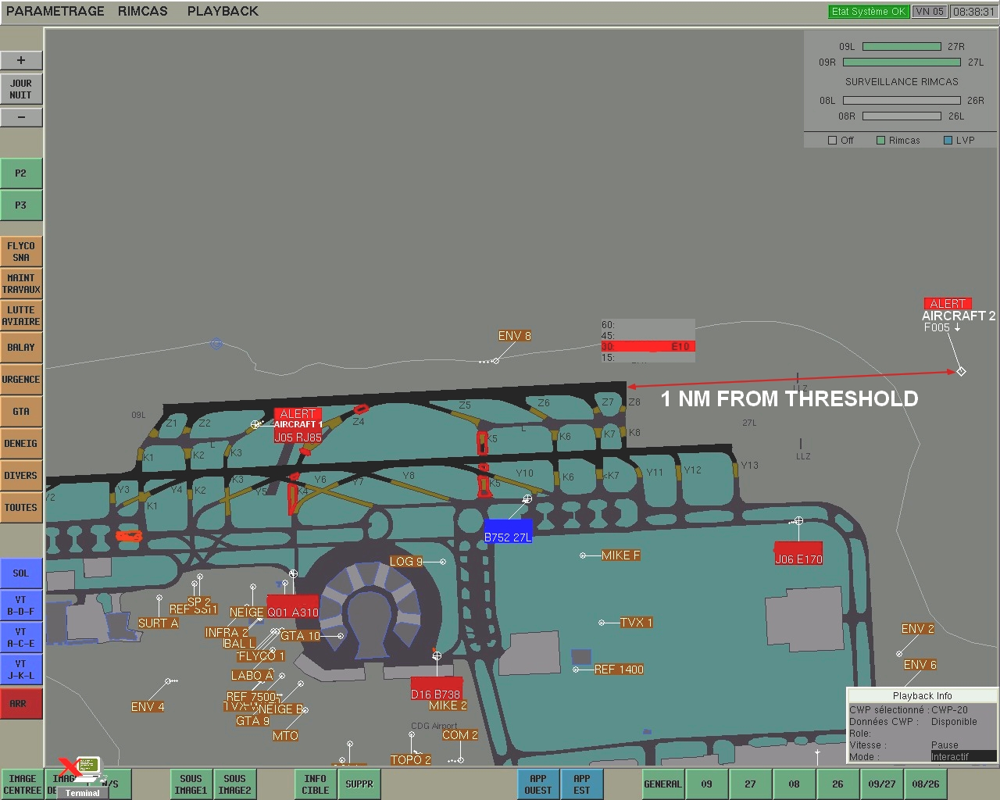 PARAMETRAGE RIMCAS PLAYBACK
Etat Système OK VN 05 08:38:31
09L 27R
09R 27L
SURVEILLANCE RIMCAS
08L 26R
08R 26L
Off Rimcas LVP
+
JOUR
NUIT
−
P2
P3
FLYCO
SNA
MAINT
TRAVAUX
LUTTE
AVIAIRE
BALAY
URGENCE
GTA
DENEIG
DIVERS
TOUTES
SOL
VT
B-D-F
VT
A-C-E
VT
J-K-L
ARR
ALERT
AIRCRAFT 2
F005 ↓
60:
45:
30: E10
15:
ENV 8
LLZ
1 NM FROM THRESHOLD
27L
LLZ
09L
Z1 Z2 Z4 Z5 Z6 Z7 Z8
ALERT
AIRCRAFT 1
J05 RJ85
K1 K2 L K3 K5 L K6 K7 K8
Y2 Y3 K1 Y4 K2 K3 Y5 K4 Y6 Y7 Y8 K5 Y10 K6 <K7 Y11 Y12 Y13
B752 27L
J06 E170
LOG 9
MIKE F
Q01 A310
SP 2
REF SSI1
NEIGE
SURT A
INFRA 2
GTA 10
BAL L
FLYCO 1
TVX 1
ENV 2
LABO A
REF 1400
ENV 6
D16 B738
REF 7500
NEIGE B
MIKE 2
ENV 4
GTA 9
CDG Airport
MTO
COM 2
TOPO 2
Playback Info
CWP sélectionné : CWP-20
Données CWP : Disponible
Role:
Vitesse : Pause
Mode : Interactif
IMAGE
CENTREE
Terminal
SOUS
IMAGE1
SOUS
IMAGE2
INFO
CIBLE
SUPPR
APP
OUEST
APP
EST
GENERAL
09
27
08
26
09/27
08/26